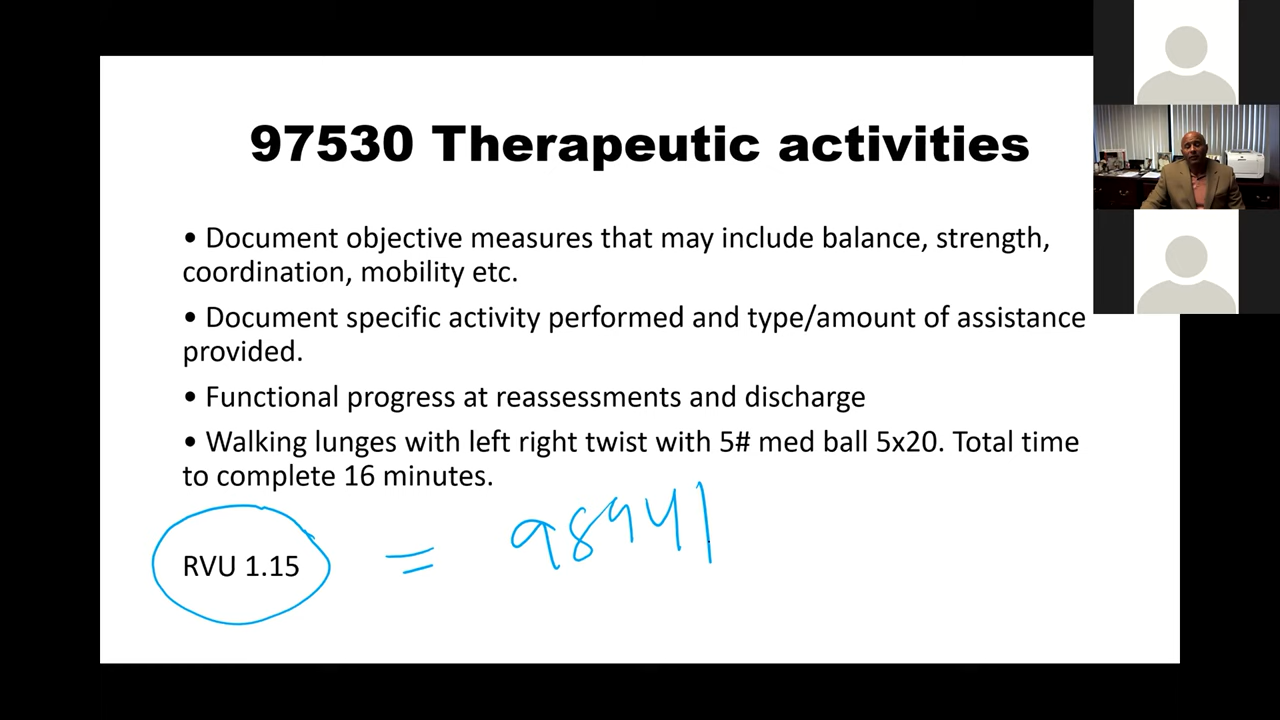 97530 Therapeutic activities
• Document objective measures that may include balance, strength,
coordination, mobility etc.
• Document specific activity performed and type/amount of assistance
provided.
• Functional progress at reassessments and discharge
• Walking lunges with left right twist with 5# med ball 5x20. Total time
to complete 16 minutes.
RVU 1.15 = 98941